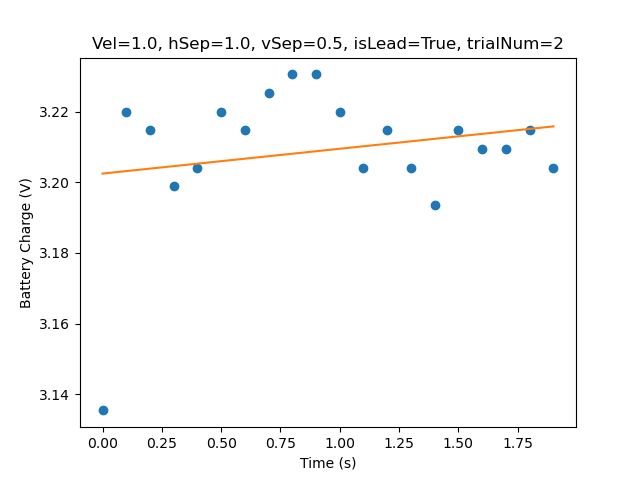 Vel=1.0, hSep=1.0, vSep=0.5, isLead=True, trialNum=2
3.22
3.20
3.18
3.16
3.14
Battery Charge (V)
0.00 0.25 0.50 0.75 1.00 1.25 1.50 1.75
Time (s)